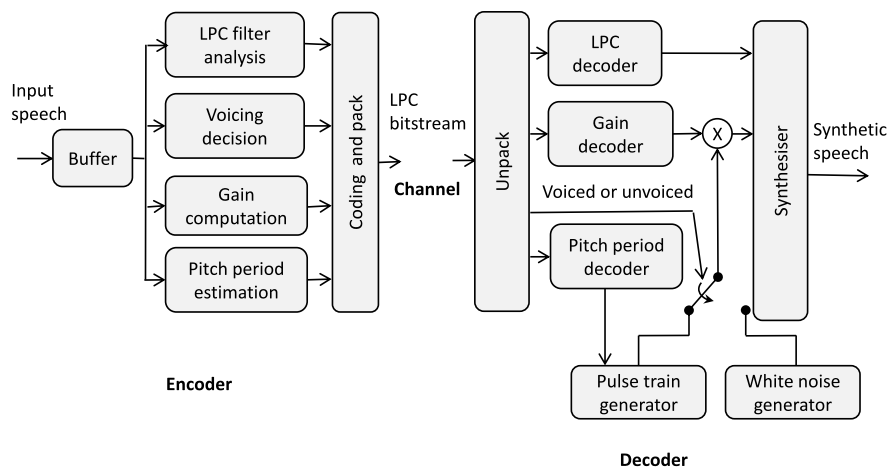 Input
speech
Buffer
LPC filter
analysis
Voicing
decision
Gain
computation
Pitch period
estimation
Coding and pack
LPC
bitstream
Channel
Encoder
Unpack
LPC
decoder
Gain
decoder
X
Voiced or unvoiced
Pitch period
decoder
Pulse train
generator
White noise
generator
Synthesiser
Synthetic
speech
Decoder